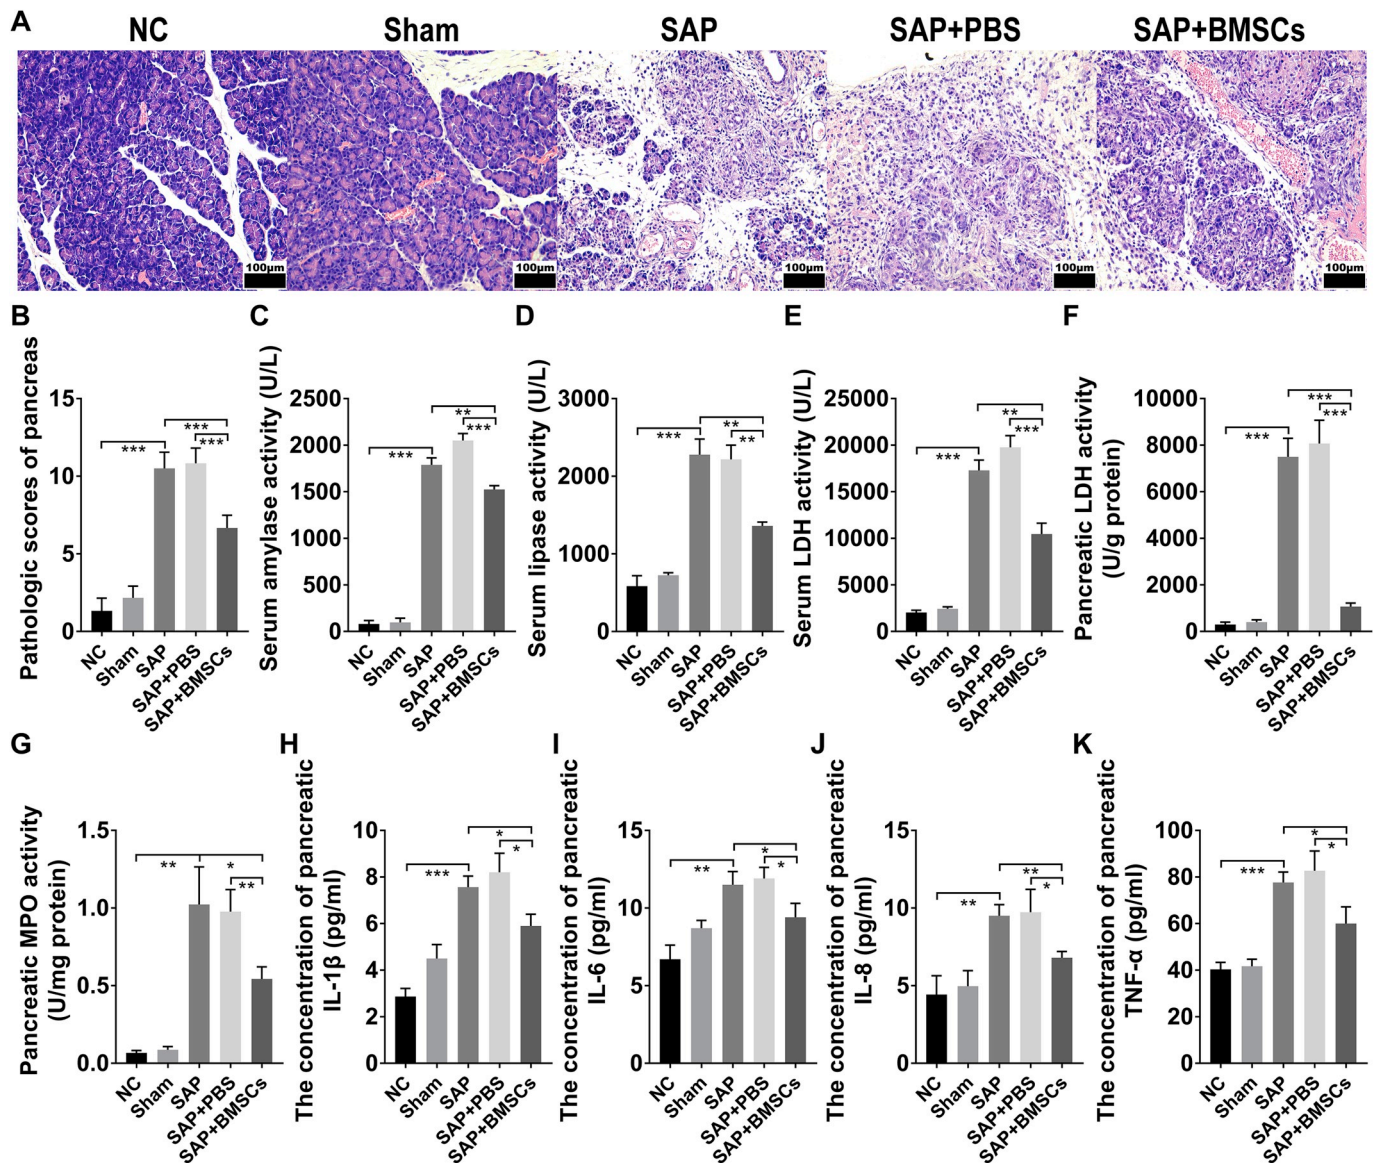 A
NC
Sham
SAP
SAP+PBS
SAP+BMSCs
100μm
100μm
100μm
100μm
100μm
B
Pathologic scores of pancreas
15
10
5
0
***
***
***
NC
Sham
SAP
SAP+PBS
SAP+BMSCs
C
Serum amylase activity (U/L)
2500
2000
1500
1000
500
0
***
**
***
NC
Sham
SAP
SAP+PBS
SAP+BMSCs
D
Serum lipase activity (U/L)
3000
2000
1000
0
***
**
**
NC
Sham
SAP
SAP+PBS
SAP+BMSCs
E
Serum LDH activity (U/L)
25000
20000
15000
10000
5000
0
***
**
***
NC
Sham
SAP
SAP+PBS
SAP+BMSCs
F
Pancreatic LDH activity
(U/g protein)
10000
8000
6000
4000
2000
0
***
***
***
NC
Sham
SAP
SAP+PBS
SAP+BMSCs
G
Pancreatic MPO activity
(U/mg protein)
1.5
1.0
0.5
0.0
**
*
**
NC
Sham
SAP
SAP+PBS
SAP+BMSCs
H
The concentration of pancreatic
IL-1β (pg/ml)
10
8
6
4
2
0
***
*
*
NC
Sham
SAP
SAP+PBS
SAP+BMSCs
I
The concentration of pancreatic
IL-6 (pg/ml)
15
10
5
0
**
*
*
NC
Sham
SAP
SAP+PBS
SAP+BMSCs
J
The concentration of pancreatic
IL-8 (pg/ml)
15
10
5
0
**
**
*
NC
Sham
SAP
SAP+PBS
SAP+BMSCs
K
The concentration of pancreatic
TNF-α (pg/ml)
100
80
60
40
20
0
***
*
*
NC
Sham
SAP
SAP+PBS
SAP+BMSCs